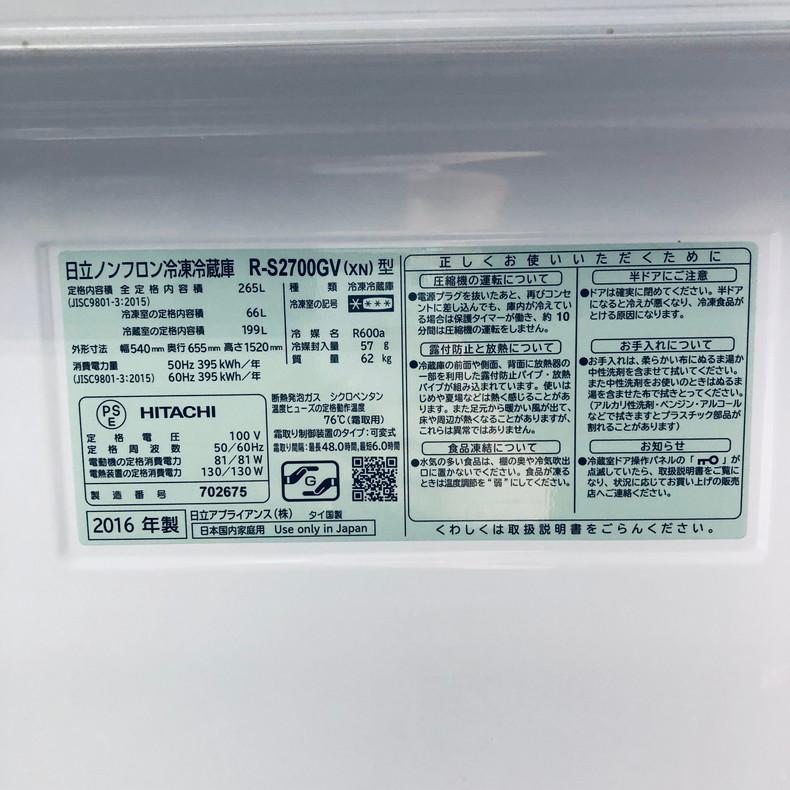 日立ノンフロン冷凍冷蔵庫 R-S2700GV(XN)型
定格内容積 全定格内容積 265L
(JISC9801-3:2015)
冷凍室の定格内容積 66L
冷蔵室の定格内容積 199L
外形寸法 幅540mm 奥行655mm 高さ1520mm
消費電力量 50Hz 395kWh/年
(JISC9801-3:2015) 60Hz 395kWh/年
種類 冷凍冷蔵庫
冷凍室の記号 ****
冷媒 R600a
冷媒封入量 57 g
質量 62 kg
PS
E
HITACHI
定格電圧 100V
定格周波数 50/60Hz
電動機の定格消費電力 81/81W
電熱装置の定格消費電力 130/130W
製造番号 702675
断熱発泡ガス シクロペンタン
温度ヒューズの定格動作温度
76℃(霜取用)
霜取り制御装置のタイプ:可変式
霜取り間隔:最長48.0時間、最短6.0時間
G
2016 年製
日立アプライアンス(株) タイ国製
日本国内家庭用 Use only in Japan
正しくお使いいただくために
圧縮機の運転について
●電源プラグを抜いたあと、再びコンセ
ントに差し込んでも、庫内が冷えてい
る場合は保護タイマーが働き、約10
分間は圧縮機の運転をしません。
露付防止と放熱について
●冷蔵庫の前面や側面、背面に放熱器の
一部を利用した露付防止パイプ・放熱
パイプが組み込まれています。使いは
じめや夏場などは熱く感じることがあ
ります。また足元から暖かい風が出て、
床や周辺が熱くなることがありますが、
これらは異常ではありません。
食品凍結について
●水気の多い食品は、棚の奥や冷気吹出
口に置かないでください。食品が凍る
ときは温度調節を“弱”にしてください。
半ドアにご注意
●ドアは確実に閉めてください。半ドア
になると冷えが悪くなり、冷凍食品が
とける原因になります。
お手入れについて
●お手入れは、柔らかい布にぬるま湯か
中性洗剤を含ませて拭いてください。
また中性洗剤をお使いのときはぬるま
湯を含ませた布で拭きとってください。
(アルカリ性洗剤・ベンジン・アルコール
などで拭きますとプラスチック部品が
割れることがあります)
お知らせ
●冷蔵室ドア操作パネルの「 」が
点滅していたら、取扱説明書をご覧に
なり、状況に応じてお買い上げの販売
店へご連絡ください。
くわしくは取扱説明書をごらんください。